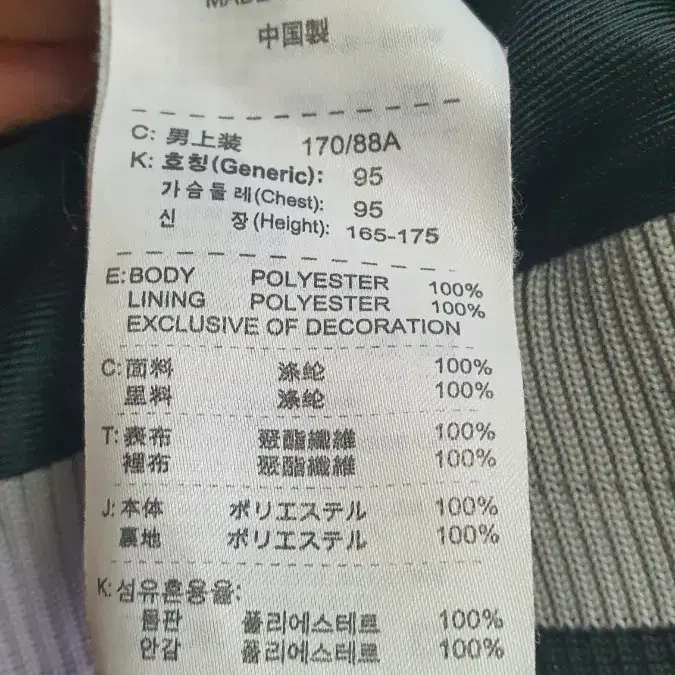 MADE
中国製
C: 男上装 170/88A
K: 호칭(Generic): 95
가슴둘레(Chest): 95
신 장(Height): 165-175
E: BODY POLYESTER 100%
LINING POLYESTER 100%
EXCLUSIVE OF DECORATION
C: 面料 涤纶 100%
里料 涤纶 100%
T: 表布 聚酯纖維 100%
裡布 聚酯纖維 100%
J: 本体 ポリエステル 100%
裏地 ポリエステル 100%
K: 섬유혼용율:
몸판 폴리에스테르 100%
안감 폴리에스테르 100%